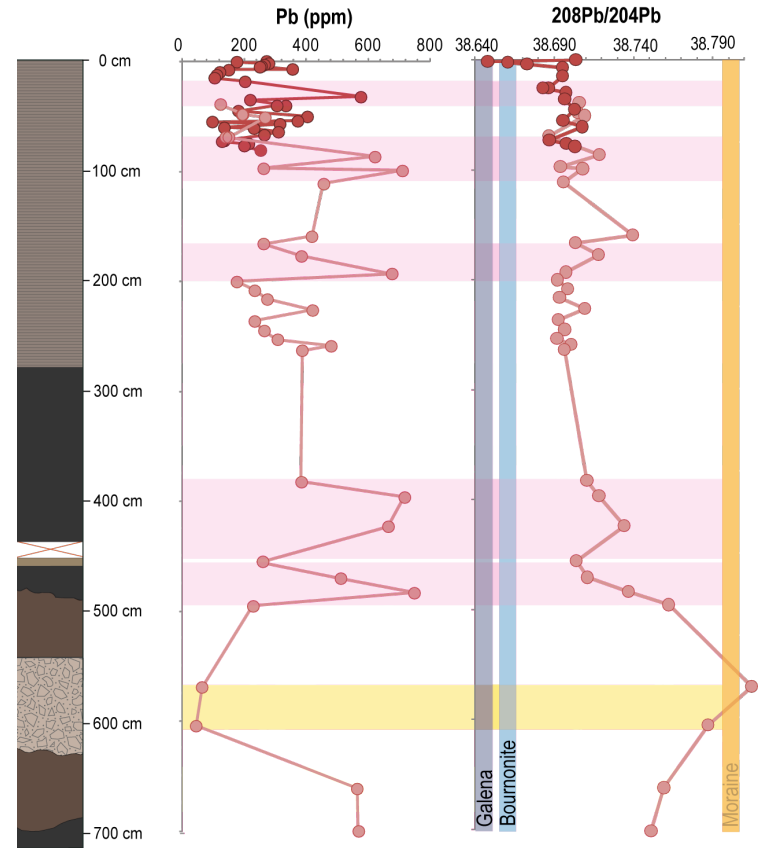 Pb (ppm)
208Pb/204Pb
0 200 400 600 800
38.640 38.690 38.740 38.790
0 cm
100 cm
200 cm
300 cm
400 cm
500 cm
600 cm
700 cm
Galena
Bournonite
Moraine